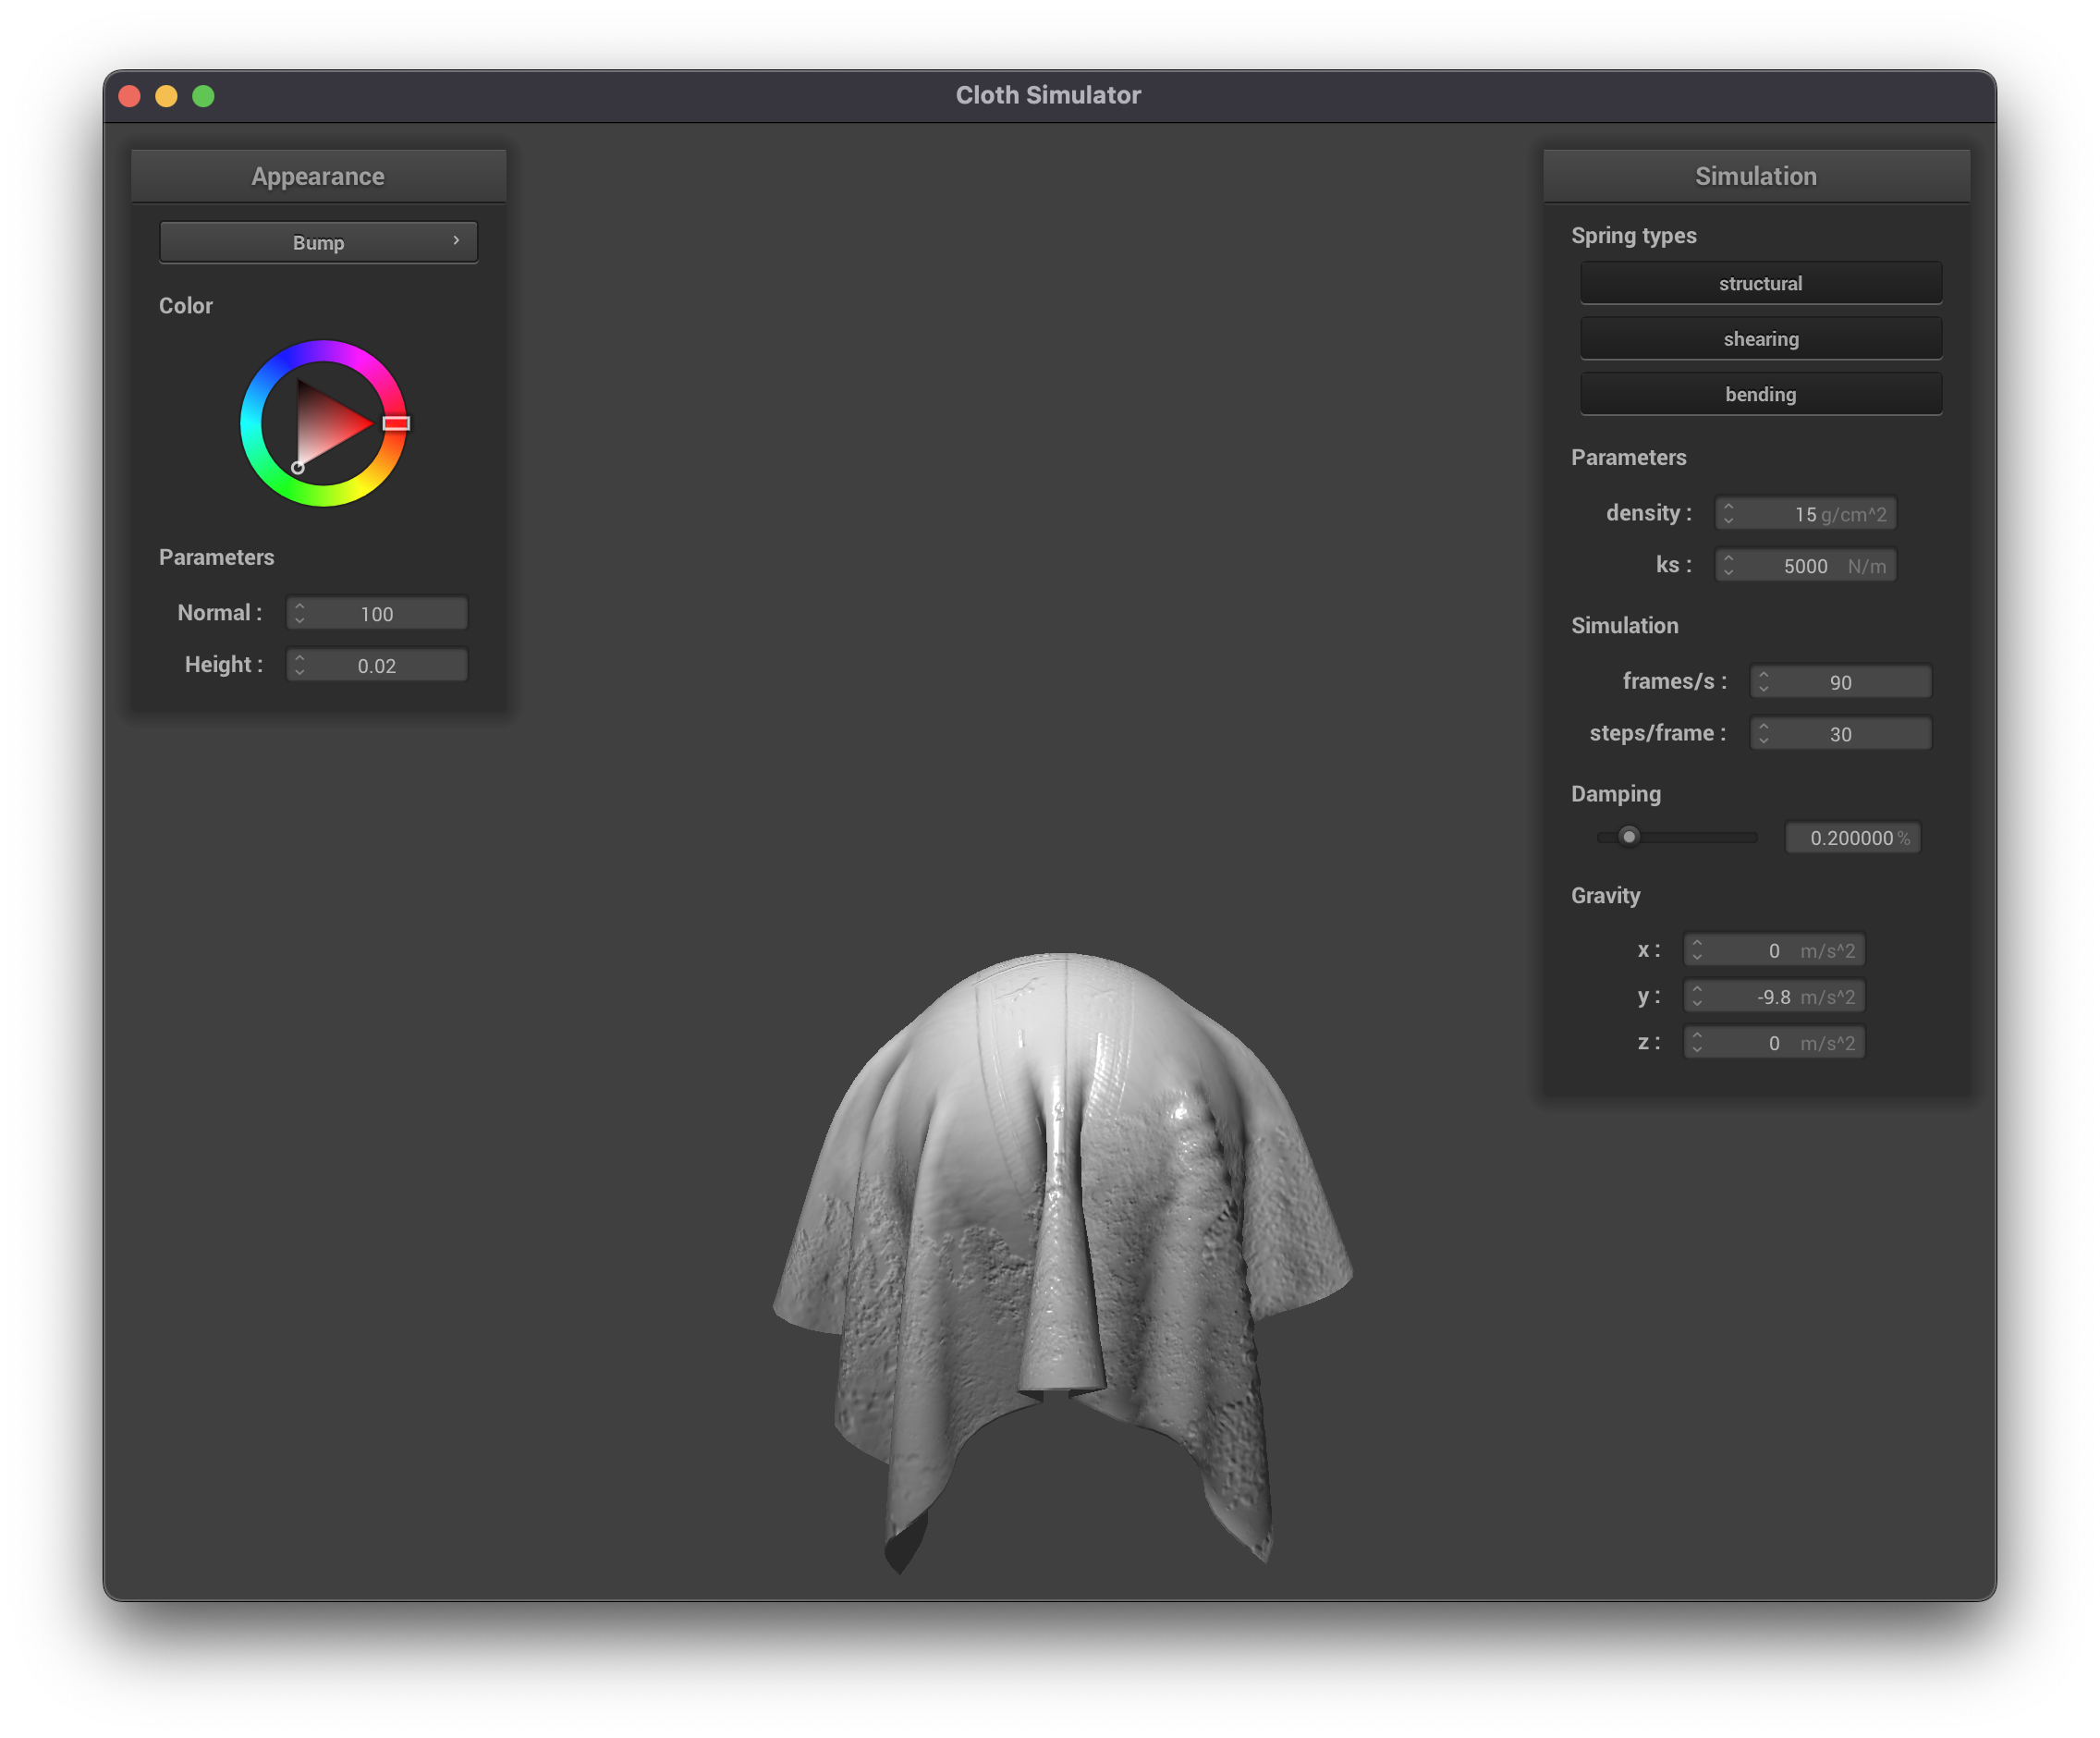 Cloth Simulator
Appearance
Bump
Color
Parameters
Normal : 100
Height : 0.02
Simulation
Spring types
structural
shearing
bending
Parameters
density : 15 g/cm^2
ks : 5000 N/m
Simulation
frames/s : 90
steps/frame : 30
Damping
0.200000 %
Gravity
x : 0 m/s^2
y : -9.8 m/s^2
z : 0 m/s^2